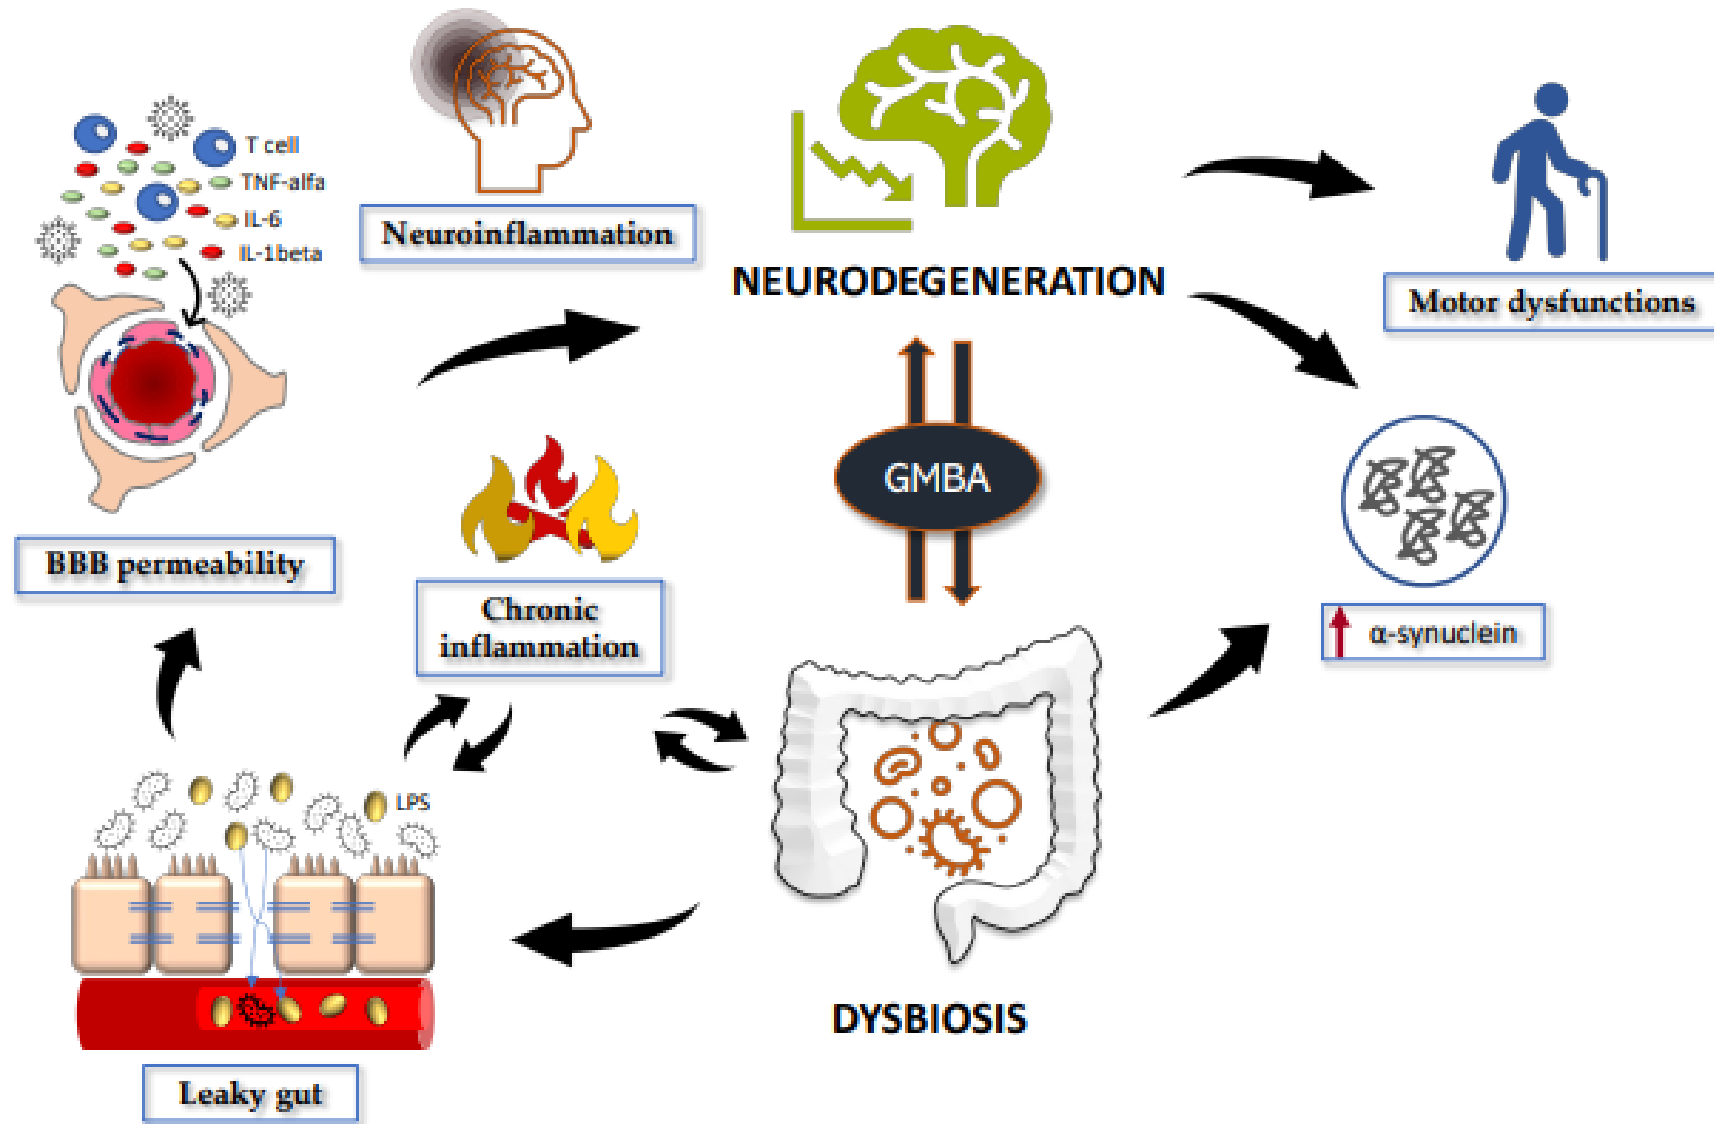 T cell
TNF-alfa
IL-6
IL-1beta
Neuroinflammation
NEURODEGENERATION
Motor dysfunctions
BBB permeability
GMBA
Chronic
inflammation
α-synuclein
LPS
DYSBIOSIS
Leaky gut